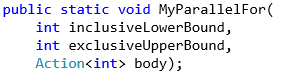 public static void MyParallelFor(
    int inclusiveLowerBound,
    int exclusiveUpperBound,
    Action<int> body);